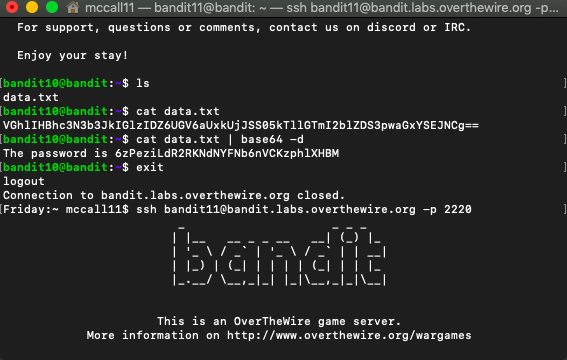 mccall11 — bandit11@bandit: ~ — ssh bandit11@bandit.labs.overthewire.org -p...
For support, questions or comments, contact us on discord or IRC.
Enjoy your stay!
[bandit10@bandit:~$ ls
data.txt
[bandit10@bandit:~$ cat data.txt
VGhlIHBhc3N3b3JkIGlzIDZ6UGV6aUxkUjJSS05kTllGTmI2blZDS3pwaGxYSEJNCg==
[bandit10@bandit:~$ cat data.txt | base64 -d
The password is 6zPeziLdR2RKNdNYFNb6nVCKzphlXHBM
[bandit10@bandit:~$ exit
logout
Connection to bandit.labs.overthewire.org closed.
[Friday:~ mccall11$ ssh bandit11@bandit.labs.overthewire.org -p 2220
bandit
This is an OverTheWire game server.
More information on http://www.overthewire.org/wargames